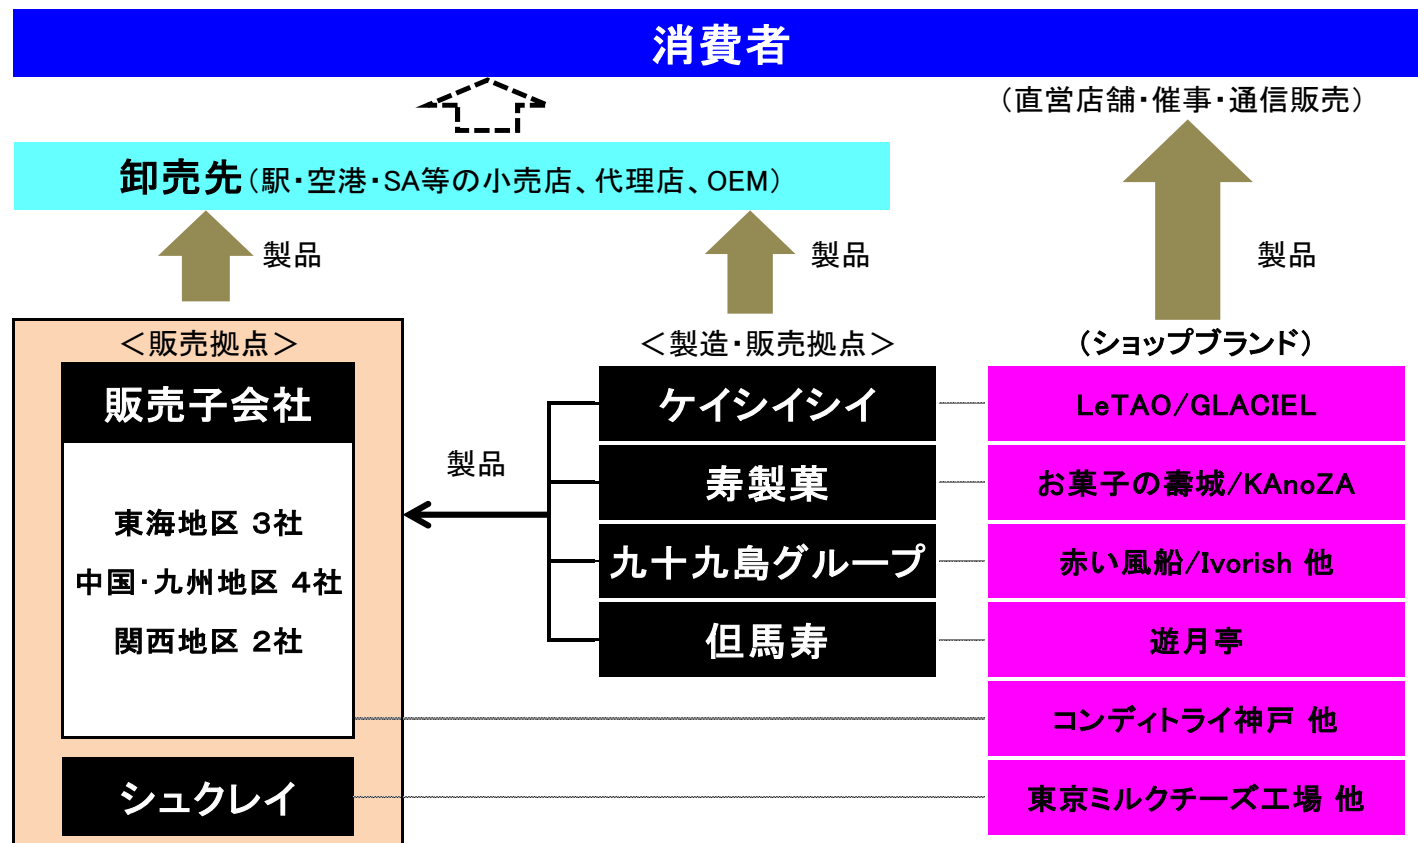 消費者
(直営店舗・催事・通信販売)
卸売先(駅・空港・SA等の小売店、代理店、OEM)
製品
製品
製品
<販売拠点>
販売子会社
東海地区 3社
中国・九州地区 4社
関西地区 2社
シュクレイ
製品
<製造・販売拠点>
ケイシイシイ
寿製菓
九十九島グループ
但馬寿
(ショップブランド)
LeTAO/GLACIEL
お菓子の壽城/KAnoZA
赤い風船/Ivorish 他
遊月亭
コンディトライ神戸 他
東京ミルクチーズ工場 他